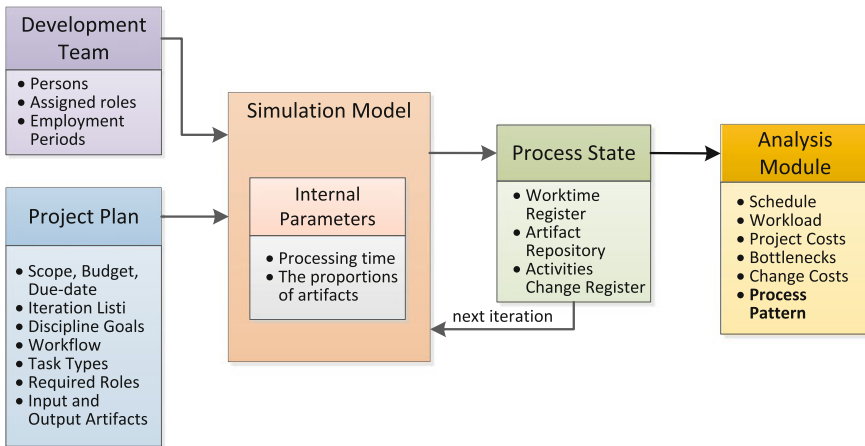 Development
Team
• Persons
• Assigned roles
• Employment
Periods
Project Plan
• Scope, Budget,
Due-date
• Iteration Listi
• Discipline Goals
• Workflow
• Task Types
• Required Roles
• Input and
Output Artifacts
Simulation Model
Internal
Parameters
• Processing time
• The proportions
of artifacts
Process State
• Worktime
Register
• Artifact
Repository
• Activities
Change Register
next iteration
Analysis
Module
• Schedule
• Workload
• Project Costs
• Bottlenecks
• Change Costs
• Process
Pattern